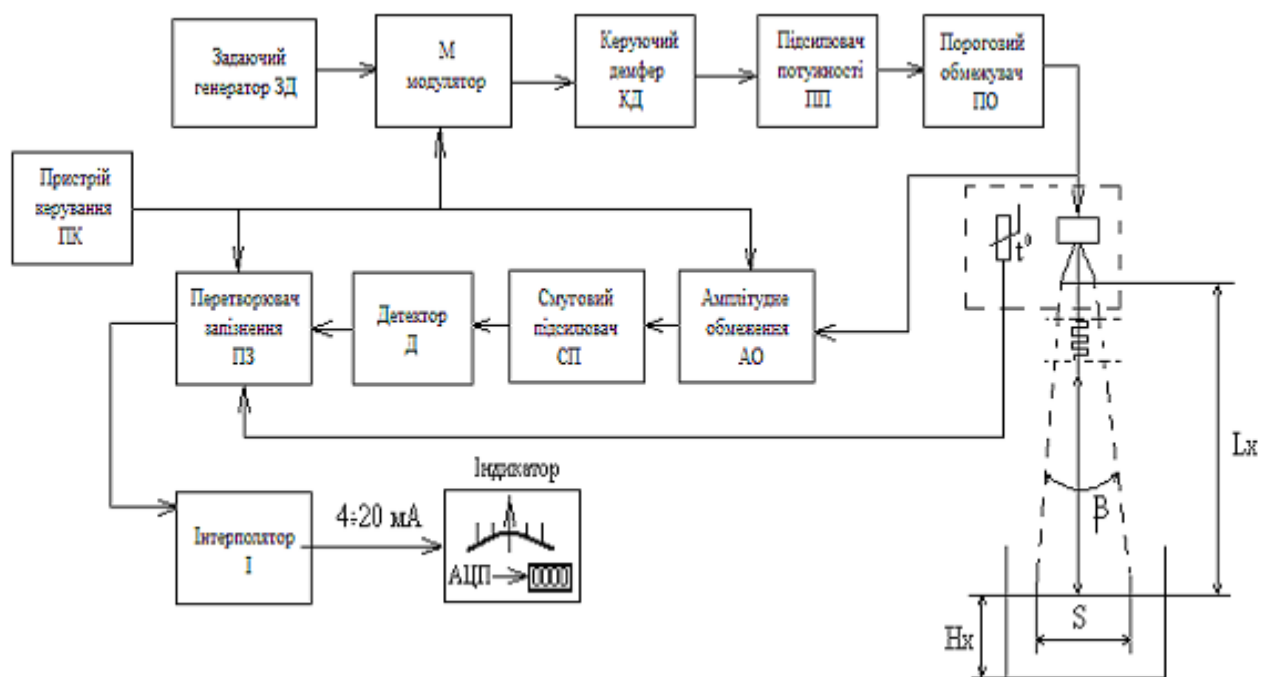 Задаючий
генератор ЗД
М
модулятор
Керуючий
демфер
КД
Підсилювач
потужності
ПП
Пороговий
обмежувач
ПО
Пристрій
керування
ПК
t⁰
Перетворювач
запізнення
ПЗ
Детектор
Д
Смуговий
підсилювач
СП
Амплітудне
обмеження
АО
Lx
β
Індикатор
Інтерполятор
І
4÷20 мА
АЦП
0000
Hx
S